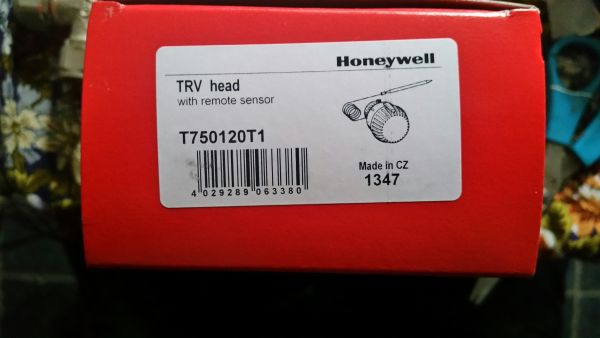 Honeywell
TRV head
with remote sensor
T750120T1
4 029289 063380
Made in CZ
1347